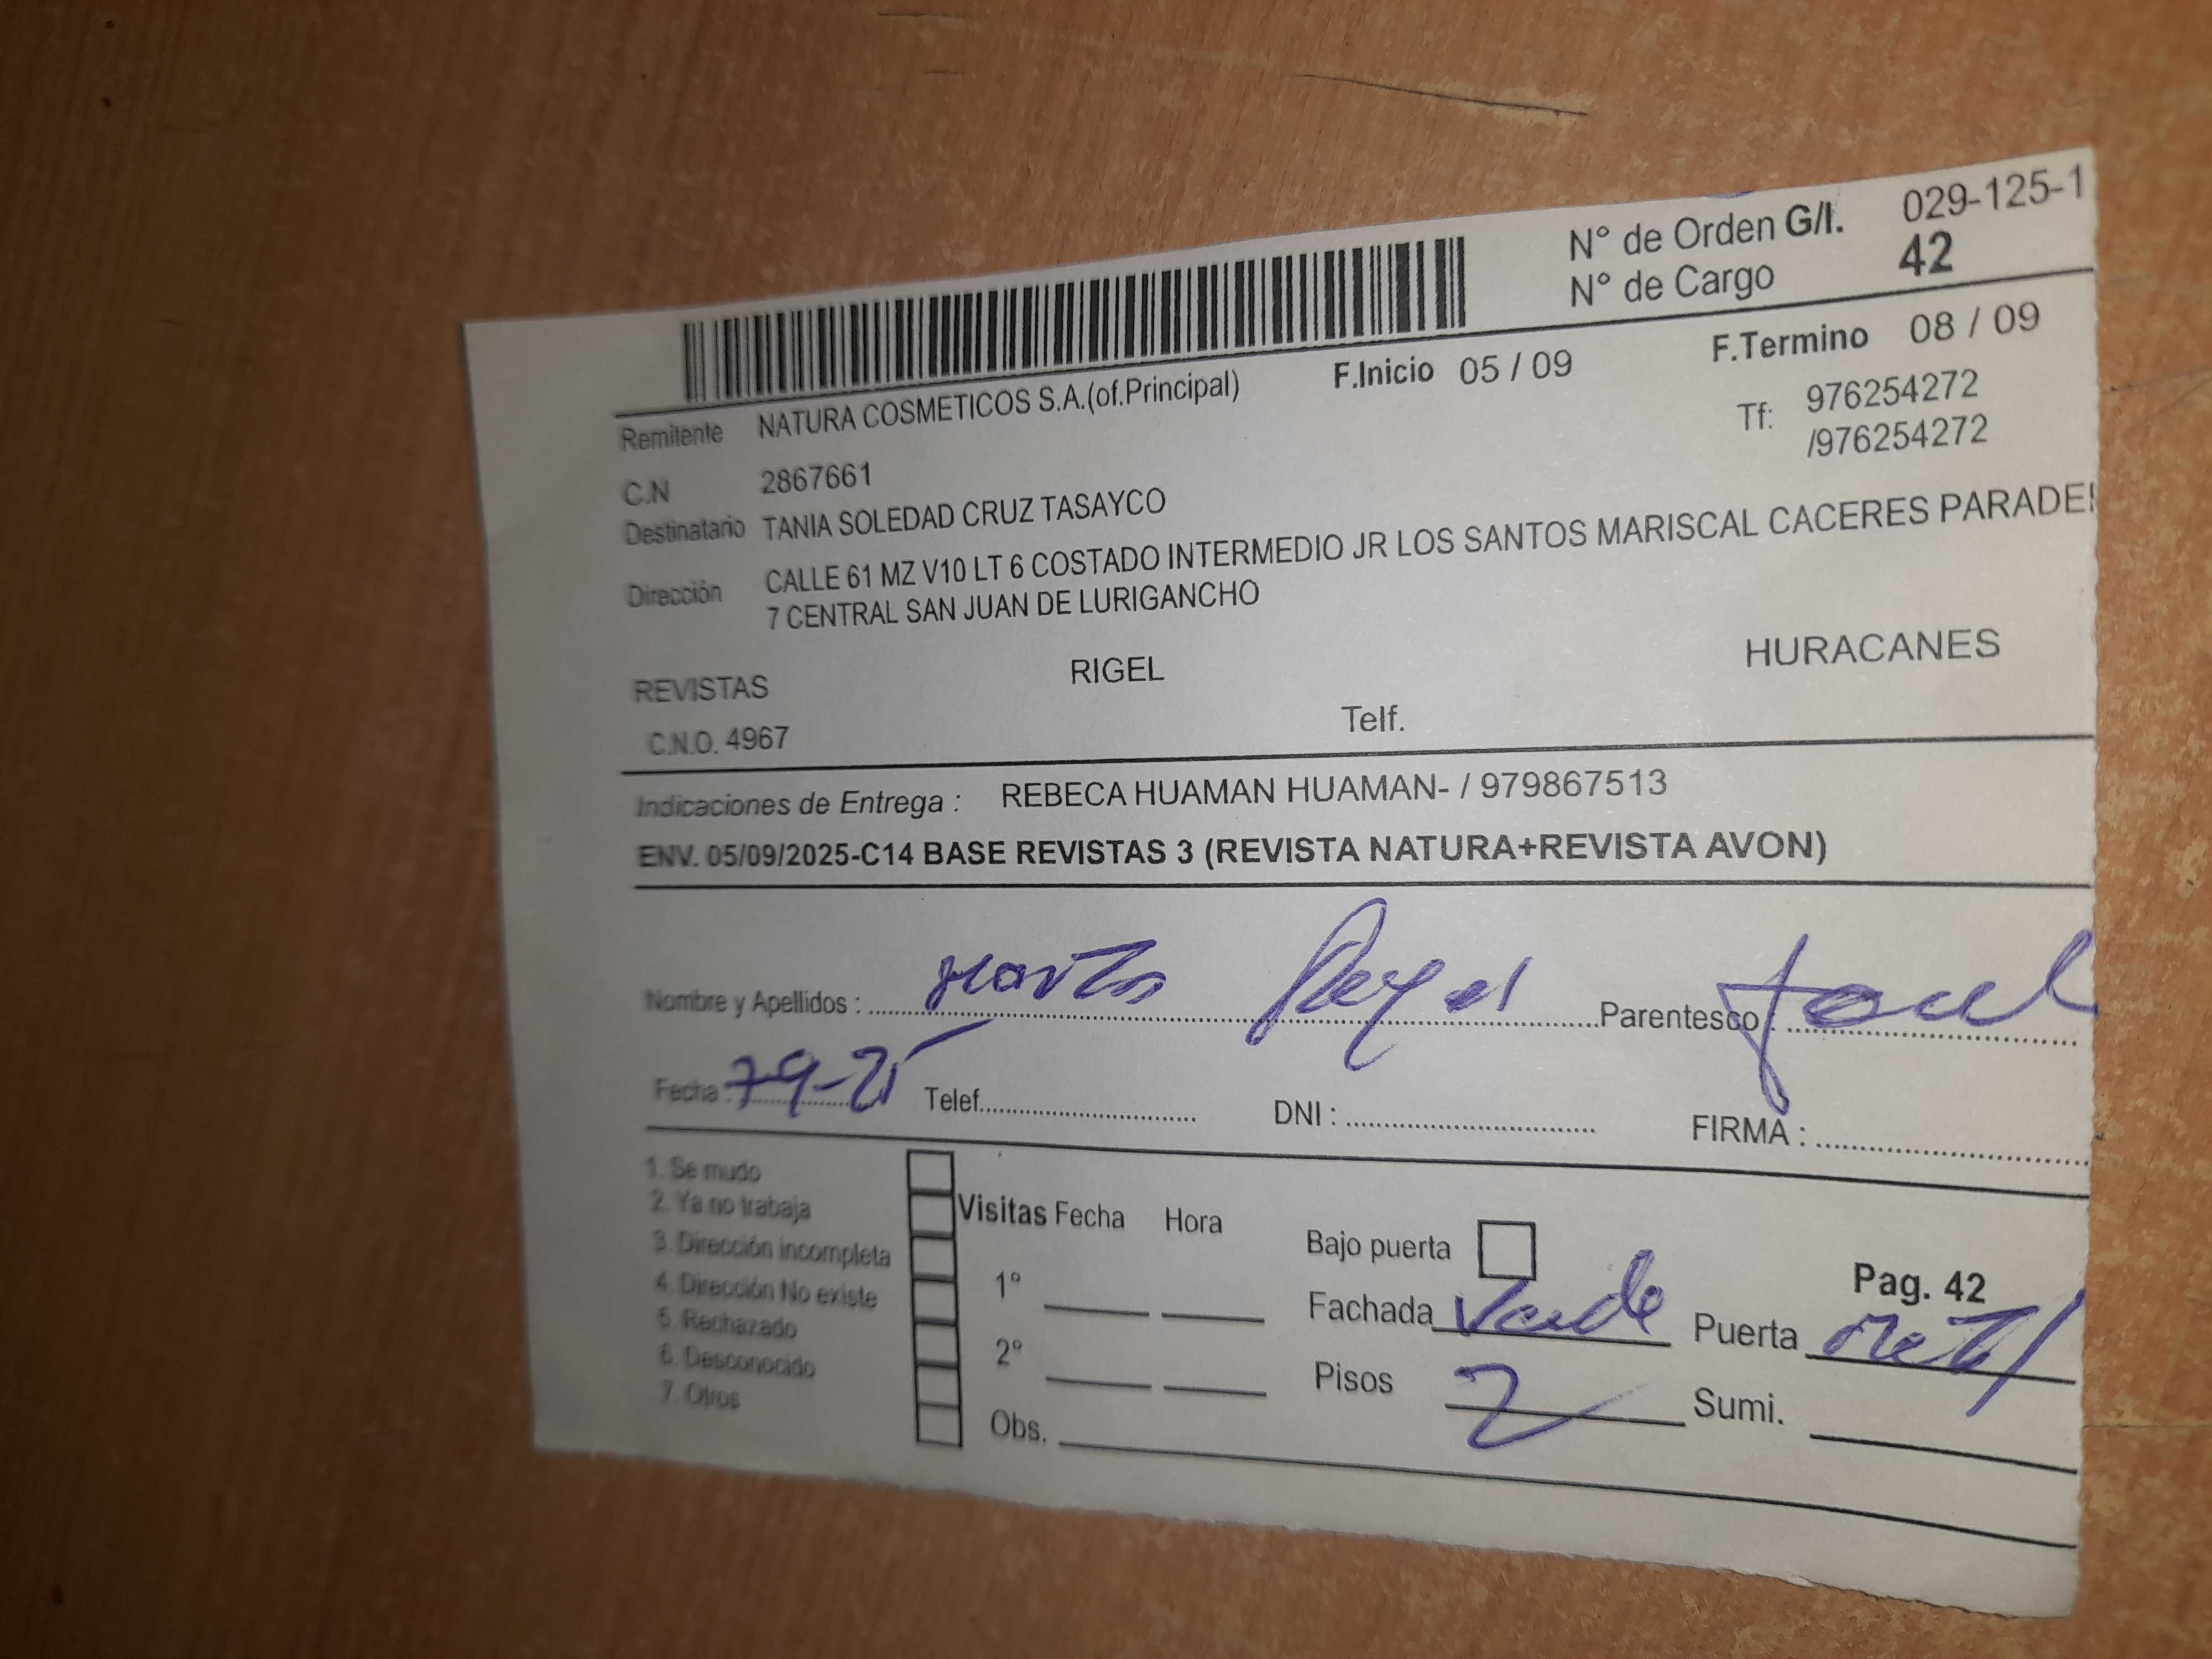 N° de Orden G/I. 029-125-1
N° de Cargo 42
F.Inicio 05 / 09 F.Termino 08 / 09
Remitente NATURA COSMETICOS S.A.(of.Principal) Tf: 976254272
/976254272
C.N 2867661
Destinatario TANIA SOLEDAD CRUZ TASAYCO
Dirección CALLE 61 MZ V10 LT 6 COSTADO INTERMEDIO JR LOS SANTOS MARISCAL CACERES PARADE
7 CENTRAL SAN JUAN DE LURIGANCHO
REVISTAS RIGEL HURACANES
C.N.O. 4967 Telf.
Indicaciones de Entrega : REBECA HUAMAN HUAMAN- / 979867513
ENV. 05/09/2025-C14 BASE REVISTAS 3 (REVISTA NATURA+REVISTA AVON)
Nombre y Apellidos : Parentesco :
Fecha : 7-9-25 Telef. DNI : FIRMA :
1. Se mudo
2. Ya no trabaja
3. Dirección incompleta
4. Dirección No existe
5. Rechazado
6. Desconocido
7. Otros
Visitas Fecha Hora
1°
2°
Obs.
Bajo puerta Pag. 42
Fachada Verde Puerta Metal
Pisos 2 Sumi.